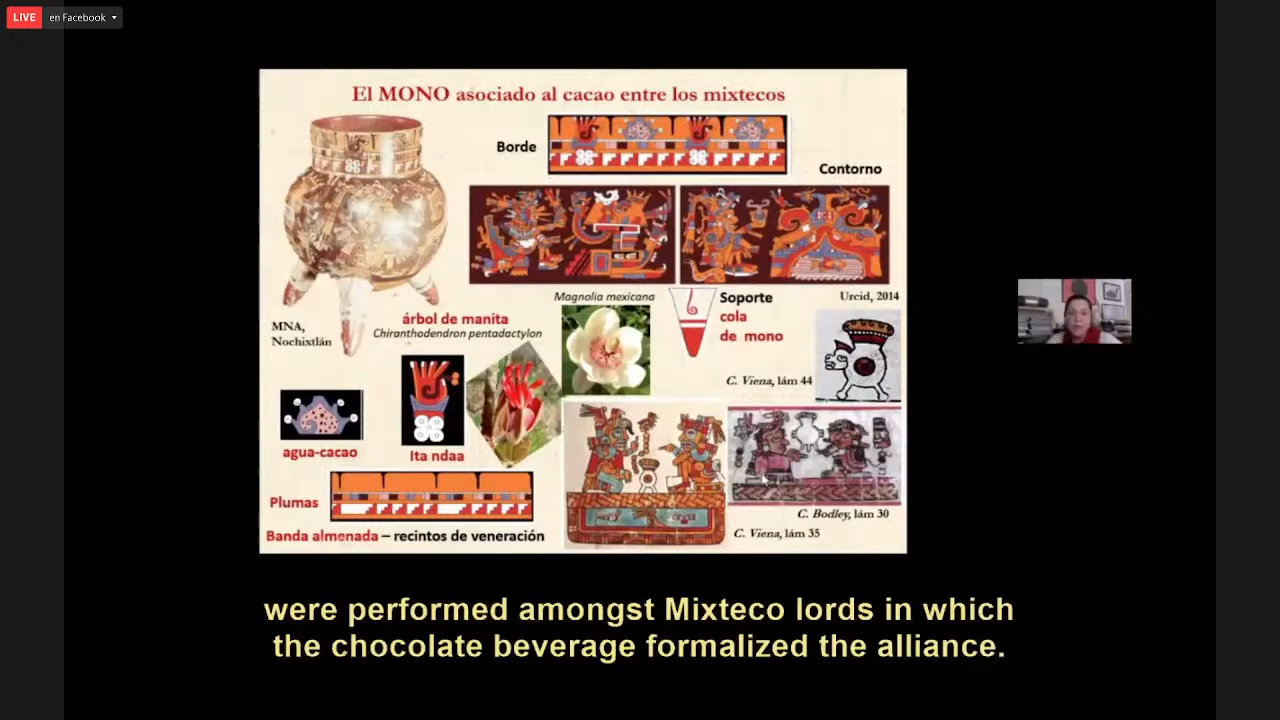 LIVE en Facebook
El MONO asociado al cacao entre los mixtecos
Borde
Contorno
Magnolia mexicana
Soporte
cola
de mono
Urcid, 2014
árbol de manita
Chiranthodendron pentadactylon
MNA,
Nochixtlán
C. Viena, lám 44
agua-cacao
Ita ndaa
Plumas
C. Bodley, lám 30
C. Viena, lám 35
Banda almenada – recintos de veneración
were performed amongst Mixteco lords in which
the chocolate beverage formalized the alliance.